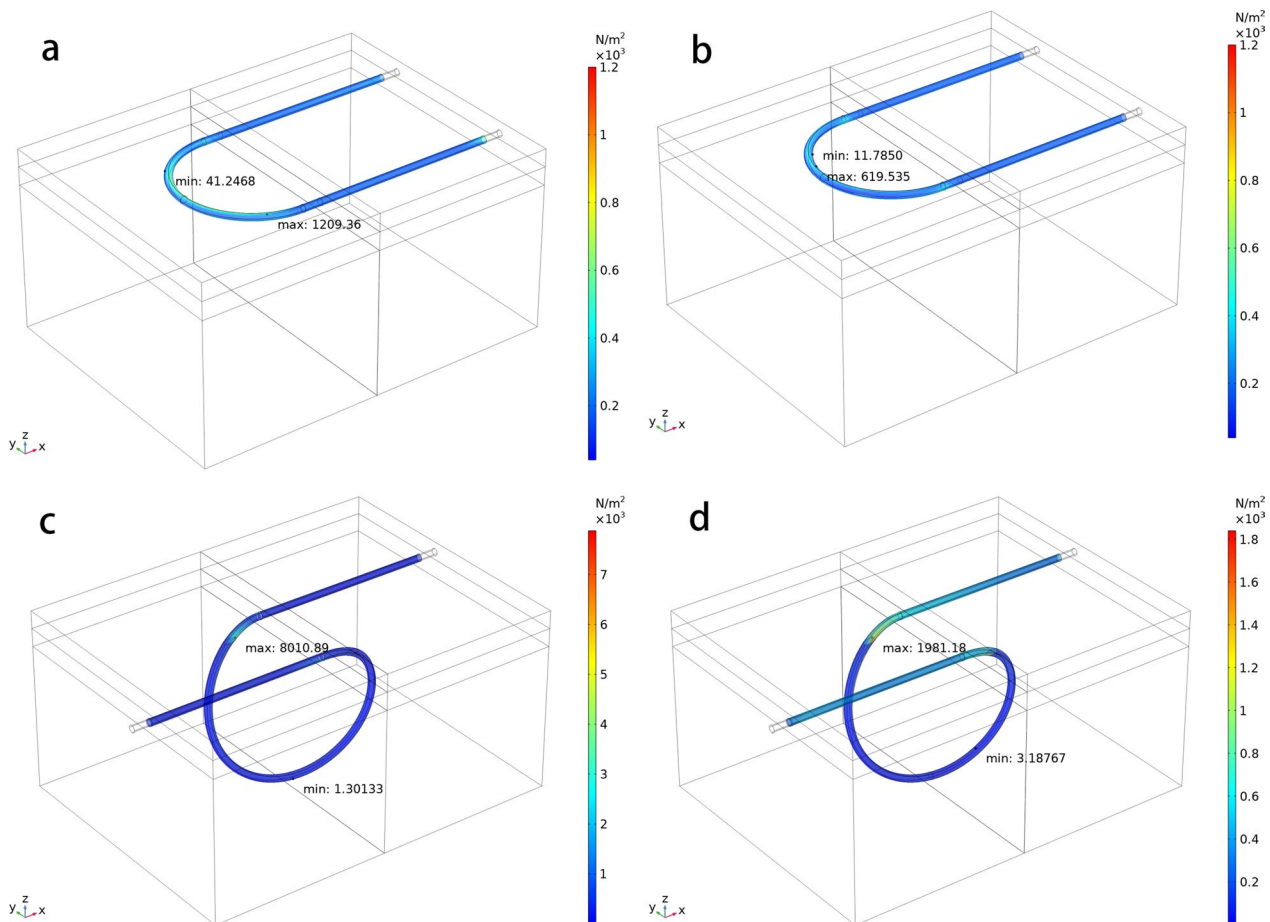 a
N/m²
×10³
1.2
1
0.8
0.6
0.4
0.2
min: 41.2468
max: 1209.36
y z x
b
N/m²
×10³
1.2
1
0.8
0.6
0.4
0.2
min: 11.7850
max: 619.535
y z x
c
N/m²
×10³
7
6
5
4
3
2
1
max: 8010.89
min: 1.30133
y z x
d
N/m²
×10³
1.8
1.6
1.4
1.2
1
0.8
0.6
0.4
0.2
max: 1981.18
min: 3.18767
y z x